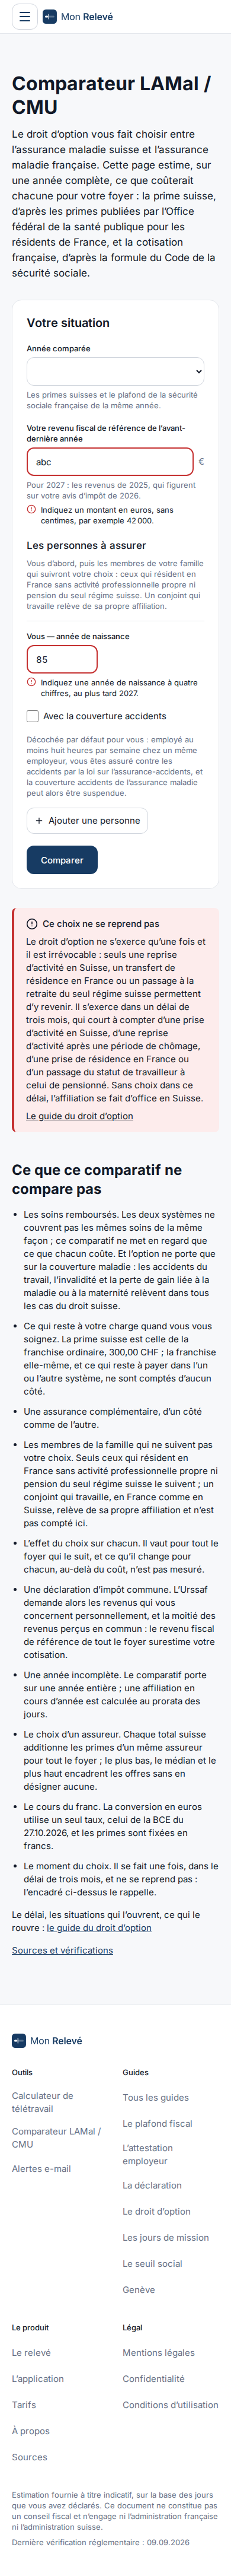 Mon Relevé
Comparateur LAMal /
CMU
Le droit d’option vous fait choisir entre
l’assurance maladie suisse et l’assurance
maladie française. Cette page estime, sur
une année complète, ce que coûterait
chacune pour votre foyer : la prime suisse,
d’après les primes publiées par l’Office
fédéral de la santé publique pour les
résidents de France, et la cotisation
française, d’après la formule du Code de la
sécurité sociale.
Votre situation
Année comparée
Les primes suisses et le plafond de la sécurité
sociale française de la même année.
Votre revenu fiscal de référence de l’avant-
dernière année
abc €
Pour 2027 : les revenus de 2025, qui figurent
sur votre avis d’impôt de 2026.
Indiquez un montant en euros, sans
centimes, par exemple 42 000.
Les personnes à assurer
Vous d’abord, puis les membres de votre famille
qui suivront votre choix : ceux qui résident en
France sans activité professionnelle propre ni
pension du seul régime suisse. Un conjoint qui
travaille relève de sa propre affiliation.
Vous — année de naissance
85
Indiquez une année de naissance à quatre
chiffres, au plus tard 2027.
Avec la couverture accidents
Décochée par défaut pour vous : employé au
moins huit heures par semaine chez un même
employeur, vous êtes assuré contre les
accidents par la loi sur l’assurance-accidents, et
la couverture accidents de l’assurance maladie
peut alors être suspendue.
+ Ajouter une personne
Comparer
Ce choix ne se reprend pas
Le droit d’option ne s’exerce qu’une fois et
il est irrévocable : seuls une reprise
d’activité en Suisse, un transfert de
résidence en France ou un passage à la
retraite du seul régime suisse permettent
d’y revenir. Il s’exerce dans un délai de
trois mois, qui court à compter d’une prise
d’activité en Suisse, d’une reprise
d’activité après une période de chômage,
d’une prise de résidence en France ou
d’un passage du statut de travailleur à
celui de pensionné. Sans choix dans ce
délai, l’affiliation se fait d’office en Suisse.
Le guide du droit d’option
Ce que ce comparatif ne
compare pas
• Les soins remboursés. Les deux systèmes ne
couvrent pas les mêmes soins de la même
façon ; ce comparatif ne met en regard que
ce que chacun coûte. Et l’option ne porte que
sur la couverture maladie : les accidents du
travail, l’invalidité et la perte de gain liée à la
maladie ou à la maternité relèvent dans tous
les cas du droit suisse.
• Ce qui reste à votre charge quand vous vous
soignez. La prime suisse est celle de la
franchise ordinaire, 300,00 CHF ; la franchise
elle-même, et ce qui reste à payer dans l’un
ou l’autre système, ne sont comptés d’aucun
côté.
• Une assurance complémentaire, d’un côté
comme de l’autre.
• Les membres de la famille qui ne suivent pas
votre choix. Seuls ceux qui résident en
France sans activité professionnelle propre ni
pension du seul régime suisse le suivent ; un
conjoint qui travaille, en France comme en
Suisse, relève de sa propre affiliation et n’est
pas compté ici.
• L’effet du choix sur chacun. Il vaut pour tout le
foyer qui le suit, et ce qu’il change pour
chacun, au-delà du coût, n’est pas mesuré.
• Une déclaration d’impôt commune. L’Urssaf
demande alors les revenus qui vous
concernent personnellement, et la moitié des
revenus perçus en commun : le revenu fiscal
de référence de tout le foyer surestime votre
cotisation.
• Une année incomplète. Le comparatif porte
sur une année entière ; une affiliation en
cours d’année est calculée au prorata des
jours.
• Le choix d’un assureur. Chaque total suisse
additionne les primes d’un même assureur
pour tout le foyer ; le plus bas, le médian et le
plus haut encadrent les offres sans en
désigner aucune.
• Le cours du franc. La conversion en euros
utilise un seul taux, celui de la BCE du
27.10.2026, et les primes sont fixées en
francs.
• Le moment du choix. Il se fait une fois, dans le
délai de trois mois, et ne se reprend pas :
l’encadré ci-dessus le rappelle.
Le délai, les situations qui l’ouvrent, ce qui le
rouvre : le guide du droit d’option
Sources et vérifications
Mon Relevé
Outils
Calculateur de
télétravail
Comparateur LAMal /
CMU
Alertes e-mail
Guides
Tous les guides
Le plafond fiscal
L’attestation
employeur
La déclaration
Le droit d’option
Les jours de mission
Le seuil social
Genève
Le produit
Le relevé
L’application
Tarifs
À propos
Sources
Légal
Mentions légales
Confidentialité
Conditions d’utilisation
Estimation fournie à titre indicatif, sur la base des jours
que vous avez déclarés. Ce document ne constitue pas
un conseil fiscal et n’engage ni l’administration française
ni l’administration suisse.
Dernière vérification réglementaire : 09.09.2026